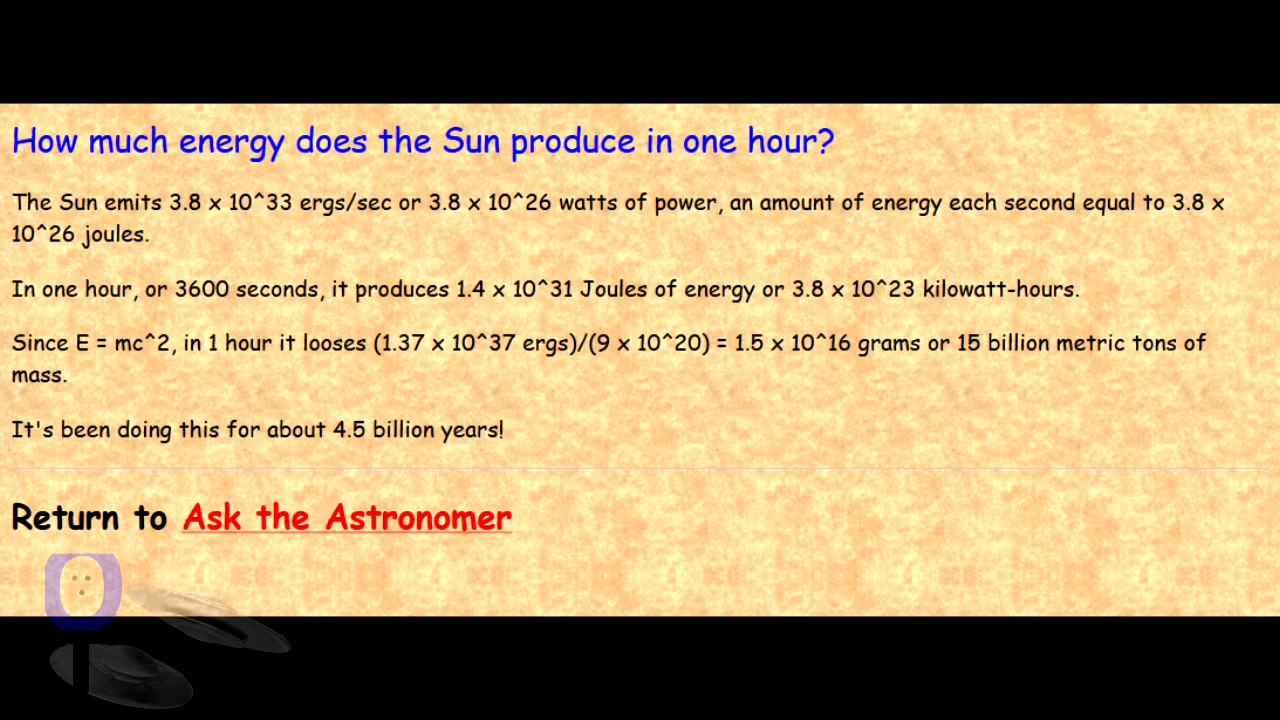 How much energy does the Sun produce in one hour?
The Sun emits 3.8 x 10^33 ergs/sec or 3.8 x 10^26 watts of power, an amount of energy each second equal to 3.8 x
10^26 joules.
In one hour, or 3600 seconds, it produces 1.4 x 10^31 Joules of energy or 3.8 x 10^23 kilowatt-hours.
Since E = mc^2, in 1 hour it looses (1.37 x 10^37 ergs)/(9 x 10^20) = 1.5 x 10^16 grams or 15 billion metric tons of
mass.
It's been doing this for about 4.5 billion years!
Return to Ask the Astronomer